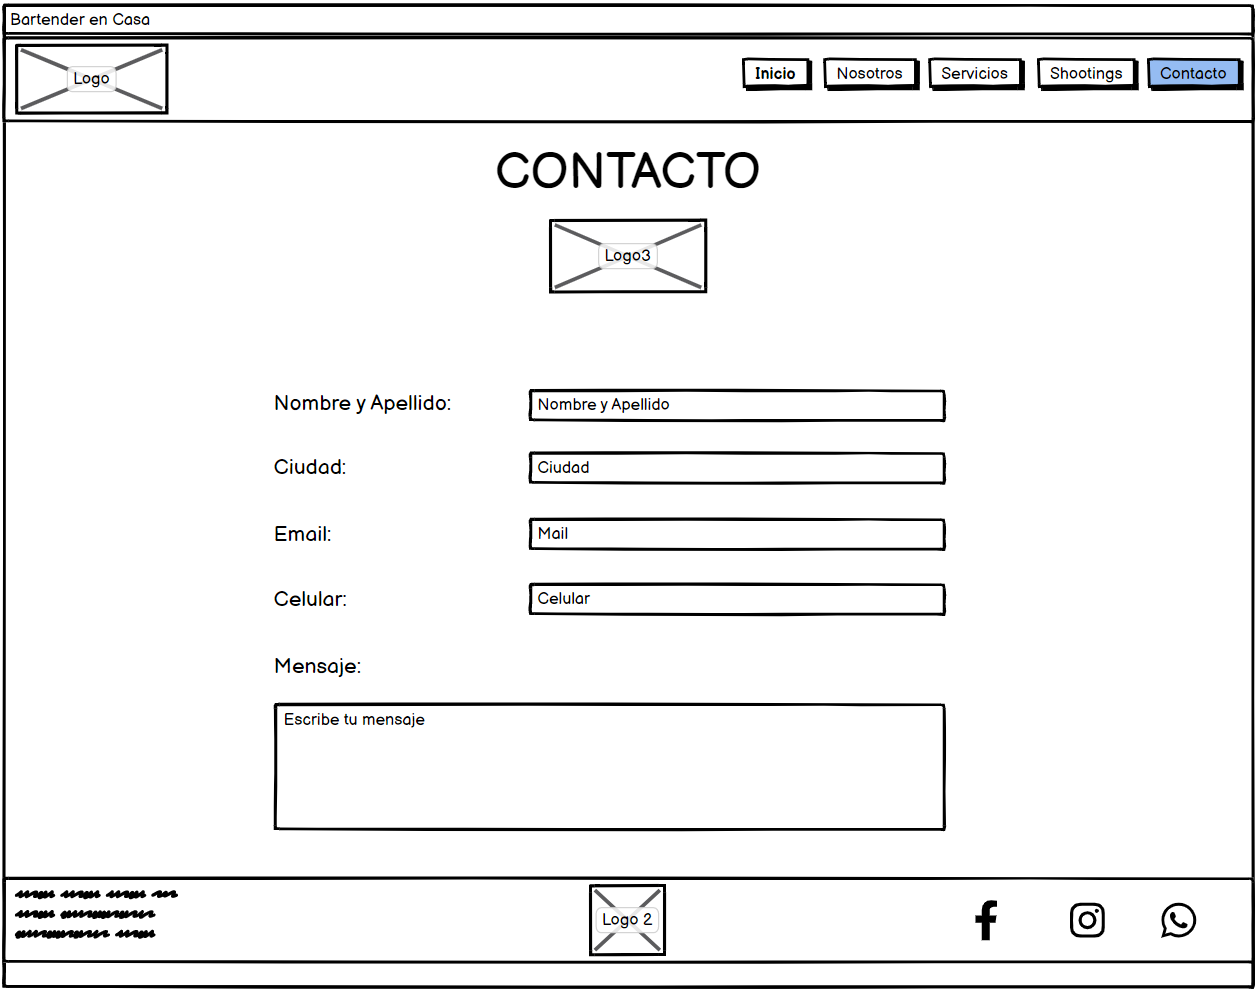 Bartender en Casa
Logo
Inicio
Nosotros
Servicios
Shootings
Contacto
CONTACTO
Logo3
Nombre y Apellido:
Nombre y Apellido
Ciudad:
Ciudad
Email:
Mail
Celular:
Celular
Mensaje:
Escribe tu mensaje
Logo 2